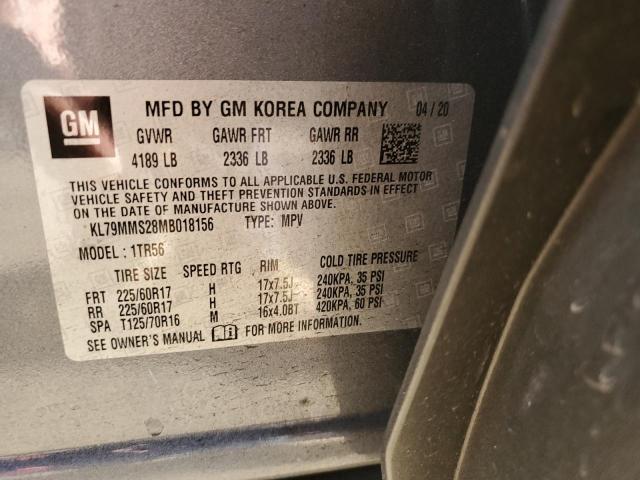 GM
MFD BY GM KOREA COMPANY 04/20
GVWR GAWR FRT GAWR RR
4189 LB 2336 LB 2336 LB
THIS VEHICLE CONFORMS TO ALL APPLICABLE U.S. FEDERAL MOTOR
VEHICLE SAFETY AND THEFT PREVENTION STANDARDS IN EFFECT
ON THE DATE OF MANUFACTURE SHOWN ABOVE.
KL79MMS28MB018156 TYPE: MPV
MODEL: 1TR56
TIRE SIZE SPEED RTG RIM COLD TIRE PRESSURE
FRT 225/60R17 H 17x7.5J 240KPA, 35 PSI
RR 225/60R17 H 17x7.5J 240KPA, 35 PSI
SPA T125/70R16 M 16x4.0BT 420KPA, 60 PSI
SEE OWNER'S MANUAL FOR MORE INFORMATION.